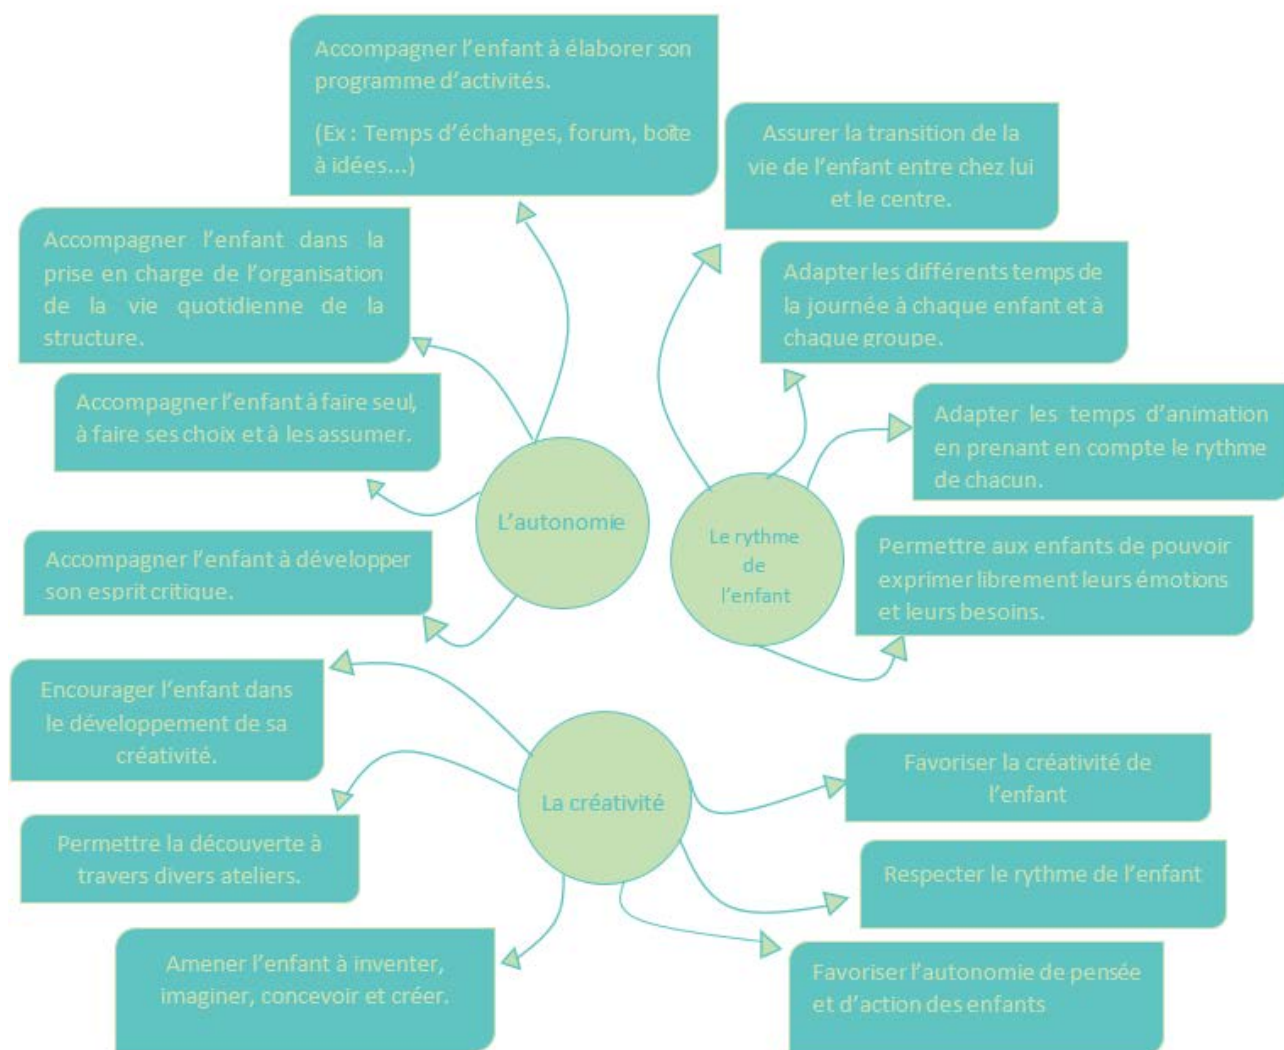 Accompagner l'enfant à élaborer son
programme d'activités.
(Ex : Temps d'échanges, forum, boîte
à idées...)
Assurer la transition de la
vie de l'enfant entre chez lui
et le centre.
Accompagner l'enfant dans la
prise en charge de l'organisation
de la vie quotidienne de la
structure.
Adapter les différents temps de
la journée à chaque enfant et à
chaque groupe.
Accompagner l'enfant à faire seul,
à faire ses choix et à les assumer.
Adapter les temps d'animation
en prenant en compte le rythme
de chacun.
L'autonomie
Le rythme
de
l'enfant
Accompagner l'enfant à développer
son esprit critique.
Permettre aux enfants de pouvoir
exprimer librement leurs émotions
et leurs besoins.
Encourager l'enfant dans
le développement de sa
créativité.
La créativité
Favoriser la créativité de
l'enfant
Permettre la découverte à
travers divers ateliers.
Respecter le rythme de l'enfant
Amener l'enfant à inventer,
imaginer, concevoir et créer.
Favoriser l'autonomie de pensée
et d'action des enfants